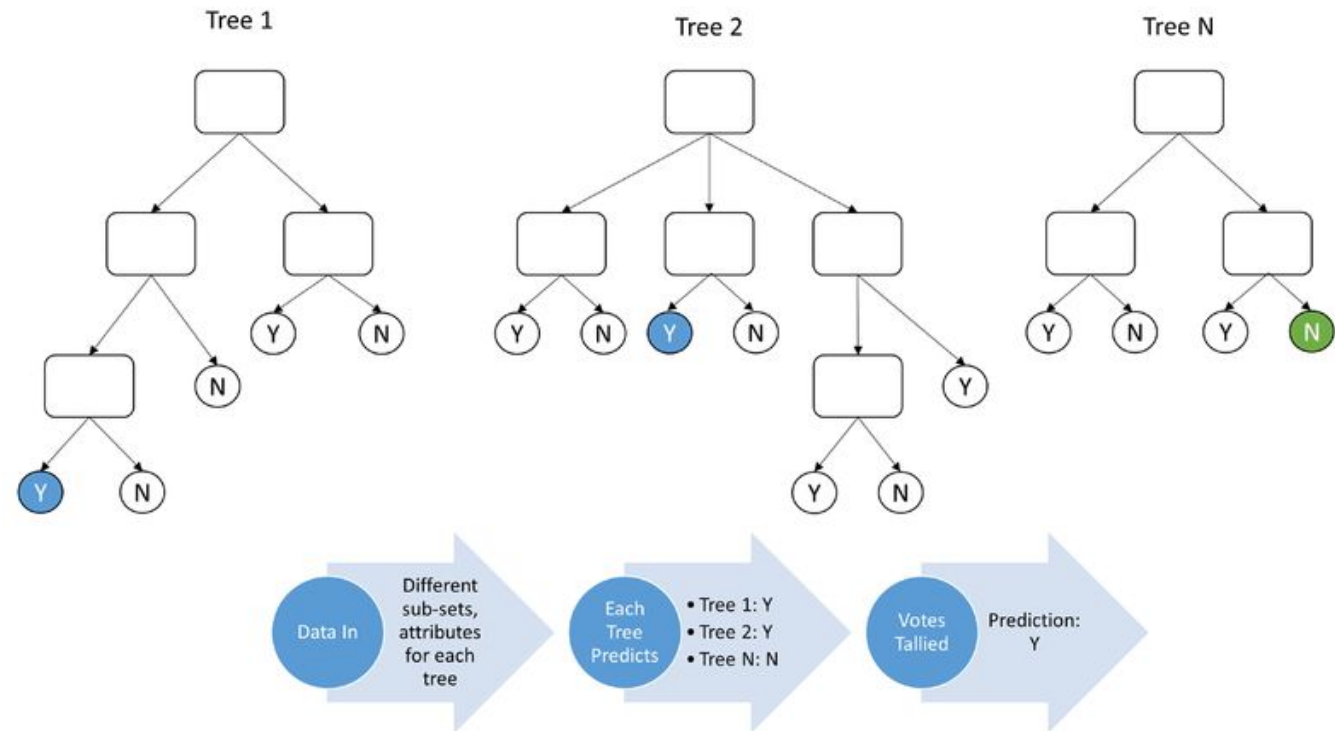 Tree 1
Tree 2
Tree N
Y
N
Y
N
Y
N
Y
N
Y
N
N
Y
Y
N
Y
N
Data In
Different
sub-sets,
attributes
for each
tree
Each
Tree
Predicts
• Tree 1: Y
• Tree 2: Y
• Tree N: N
Votes
Tallied
Prediction:
Y